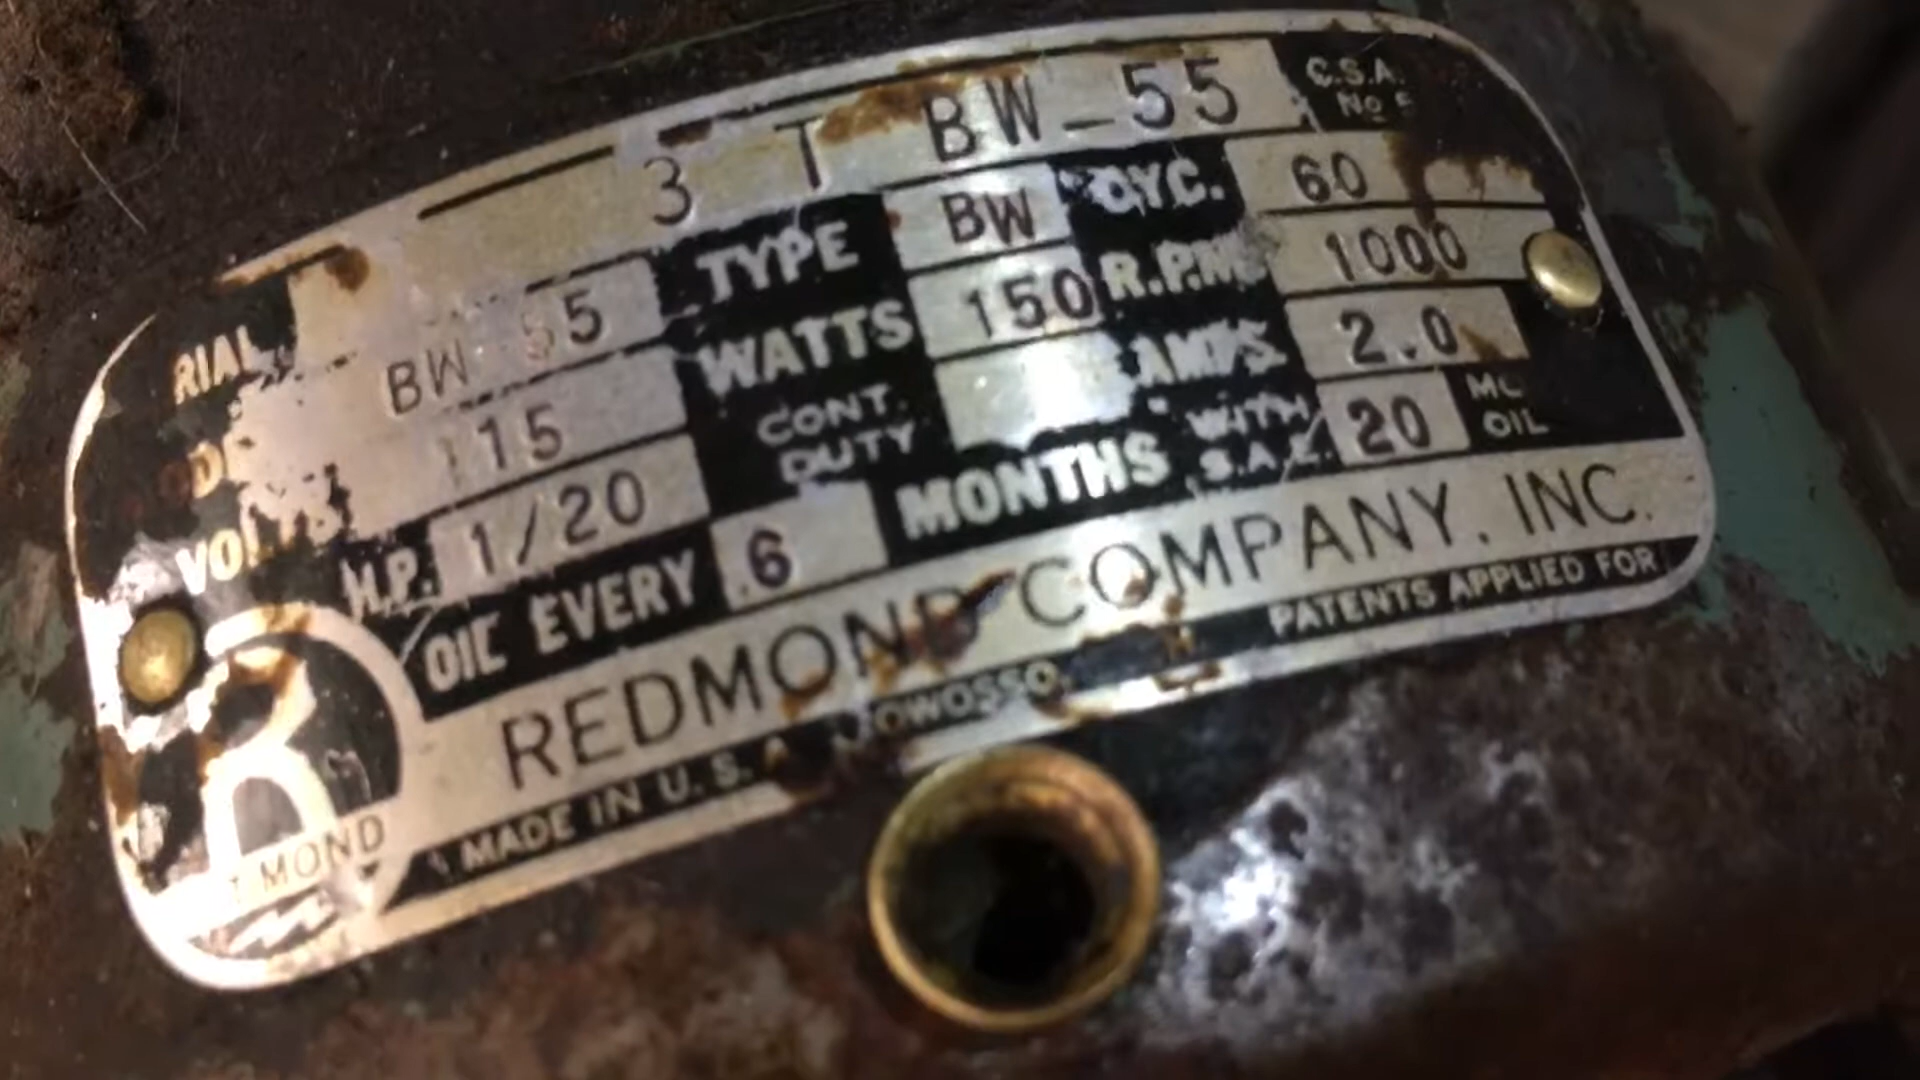 3 T BW-55 C.S.A. No
RIAL BW 55 TYPE BW CYC. 60
VOLTS 115 WATTS 150 R.P.M. 1000
H.P. 1/20 CONT. DUTY AMPS. 2.0
OIL EVERY 6 MONTHS WITH S.A.E. 20 OIL
REDMOND COMPANY, INC.
MADE IN U.S.A. OWOSSO, PATENTS APPLIED FOR
MOND